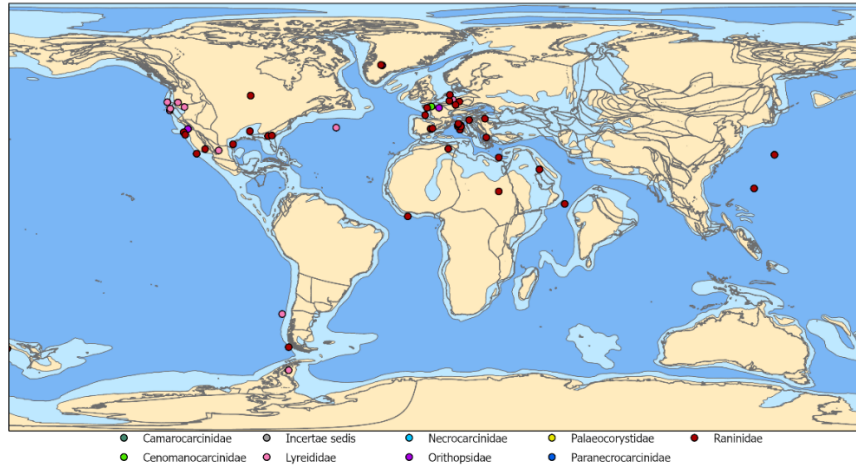 Camarocarcinidae Incertae sedis Necrocarcinidae Palaeocorystidae Raninidae
Cenomanocarcinidae Lyreididae Orithopsidae Paranecrocarcinidae